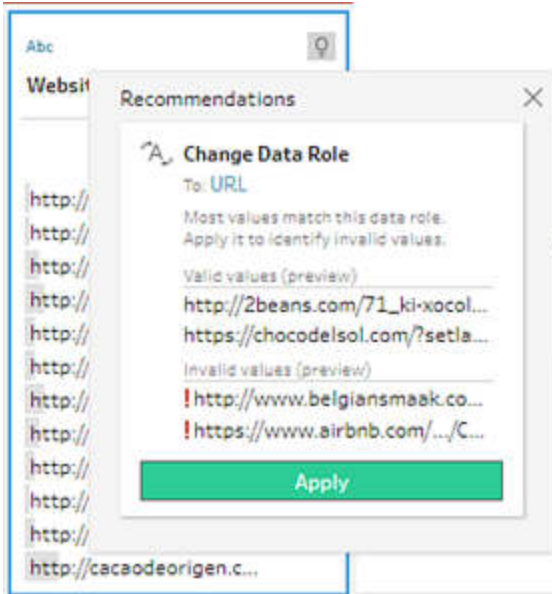 Abc
Websit
Recommendations
Change Data Role
To: URL
Most values match this data role.
Apply it to identify invalid values.
Valid values (preview)
http://2beans.com/71_ki-xocol...
https://chocodelsol.com/?setla...
Invalid values (preview)
!http://www.belgiansmaak.co...
!https://www.airbnb.com/.../C...
Apply
http://
http://
http://
http://
http://
http://
http://
http://
http://
http://
http://
http://cacaodeorigen.c...